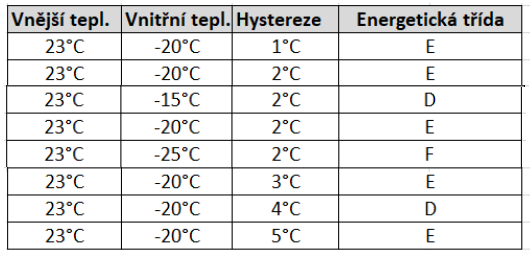 Vnější tepl. Vnitřní tepl. Hystereze Energetická třída
23°C -20°C 1°C E
23°C -20°C 2°C E
23°C -15°C 2°C D
23°C -20°C 2°C E
23°C -25°C 2°C F
23°C -20°C 3°C E
23°C -20°C 4°C D
23°C -20°C 5°C E